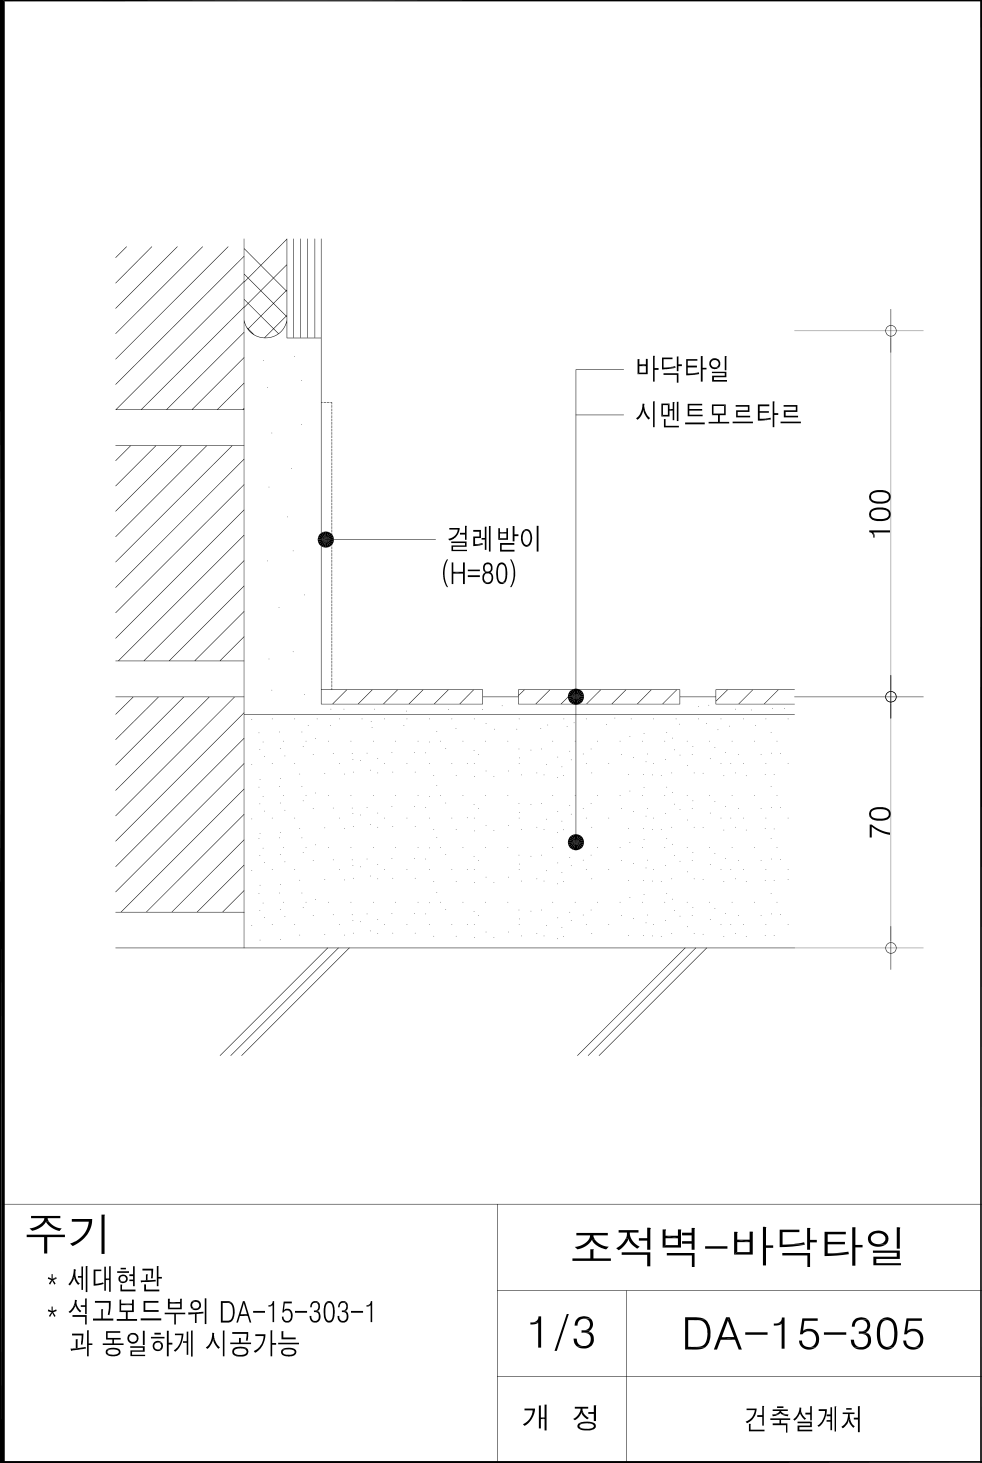 바닥타일
시멘트모르타르
100
걸레받이
(H=80)
70
주기
* 세대현관
* 석고보드부위 DA-15-303-1
과 동일하게 시공가능
조적벽-바닥타일
1/3
DA-15-305
개 정
건축설계처